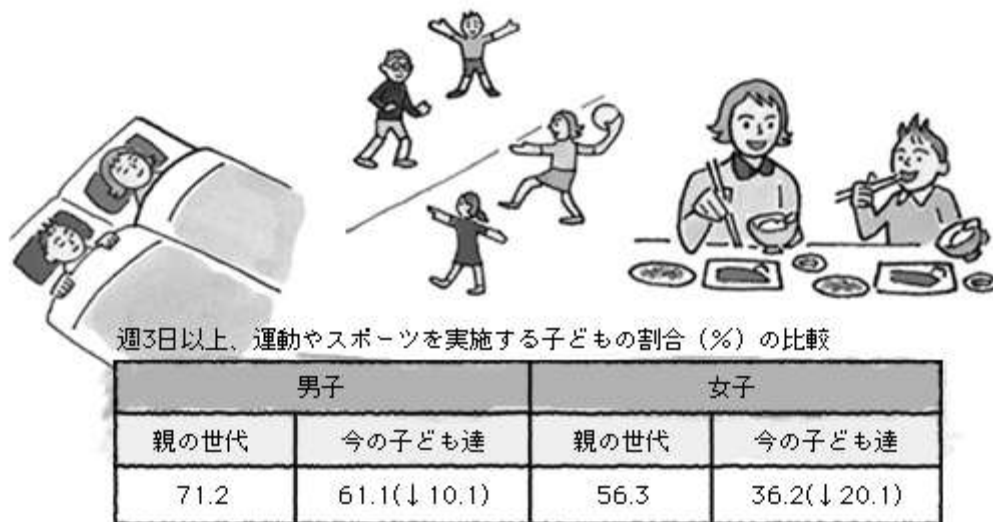 週3日以上、運動やスポーツを実施する子どもの割合（％）の比較
男子 女子
親の世代 今の子ども達 親の世代 今の子ども達
71.2 61.1(↓10.1) 56.3 36.2(↓20.1)